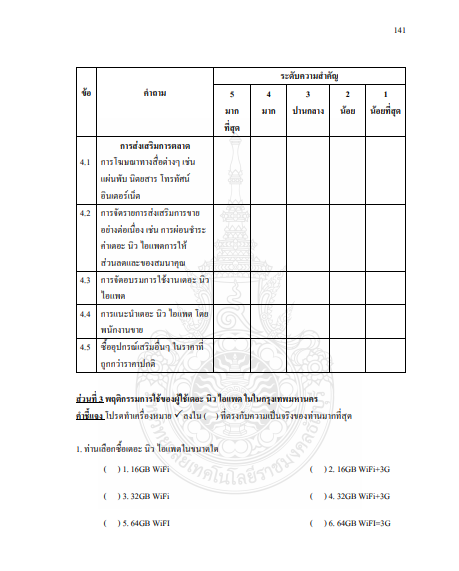 141
ระดับความสำคัญ
ข้อ คำถาม 5 4 3 2 1
มาก มาก ปานกลาง น้อย น้อยที่สุด
ที่สุด
การส่งเสริมการตลาด
4.1 การโฆษณาทางสื่อต่างๆ เช่น
แผ่นพับ นิตยสาร โทรทัศน์
อินเตอร์เน็ต
4.2 การจัดรายการส่งเสริมการขาย
อย่างต่อเนื่อง เช่น การผ่อนชำระ
ค่าเดอะ นิว ไอแพดการให้
ส่วนลดและของสมนาคุณ
4.3 การจัดอบรมการใช้งานเดอะ นิว
ไอแพด
4.4 การแนะนำเดอะ นิว ไอแพด โดย
พนักงานขาย
4.5 ซื้ออุปกรณ์เสริมอื่นๆ ในราคาที่
ถูกกว่าราคาปกติ
ส่วนที่ 3 พฤติกรรมการใช้ของผู้ใช้เดอะ นิว ไอแพด ในในกรุงเทพมหานคร
คำชี้แจง โปรดทำเครื่องหมาย ✓ ลงใน ( ) ที่ตรงกับความเป็นจริงของท่านมากที่สุด
1. ท่านเลือกซื้อเดอะ นิว ไอแพดในขนาดใด
( ) 1. 16GB WiFi ( ) 2. 16GB WiFi+3G
( ) 3. 32GB WiFi ( ) 4. 32GB WiFi+3G
( ) 5. 64GB WiFI ( ) 6. 64GB WiFI=3G